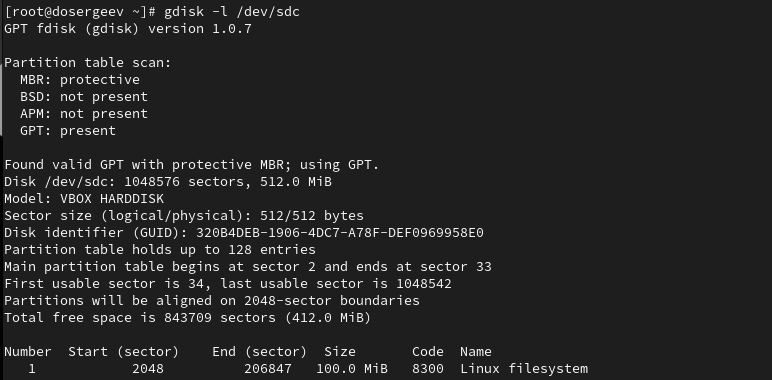 [root@dosergeev ~]# gdisk -l /dev/sdc
GPT fdisk (gdisk) version 1.0.7
Partition table scan:
MBR: protective
BSD: not present
APM: not present
GPT: present
Found valid GPT with protective MBR; using GPT.
Disk /dev/sdc: 1048576 sectors, 512.0 MiB
Model: VBOX HARDDISK
Sector size (logical/physical): 512/512 bytes
Disk identifier (GUID): 320B4DEB-1906-4DC7-A78F-DEF0969958E0
Partition table holds up to 128 entries
Main partition table begins at sector 2 and ends at sector 33
First usable sector is 34, last usable sector is 1048542
Partitions will be aligned on 2048-sector boundaries
Total free space is 843709 sectors (412.0 MiB)
Number  Start (sector)    End (sector)  Size       Code  Name
1            2048          206847   100.0 MiB   8300  Linux filesystem